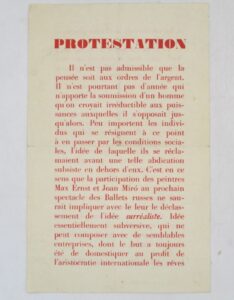 PROTESTATION
Il n'est pas admissible que la
pensée soit aux ordres de l'argent.
Il n'est pourtant pas d'année qui
n'apporte la soumission d'un homme
qu'on croyait irréductible aux puis-
sances auxquelles il s'opposait jus-
qu'alors. Peu importent les indivi-
dus qui se résignent à ce point
à en passer par les conditions socia-
les, l'idée de laquelle ils se récla-
maient avant une telle abdication
subsiste en dehors d'eux. C'est en ce
sens que la participation des peintres
Max Ernst et Joan Miró au prochain
spectacle des Ballets russes ne sau-
rait impliquer avec le leur le déclas-
sement de l'idée surréaliste. Idée
essentiellement subversive, qui ne
peut composer avec de semblables
entreprises, dont le but a toujours
été de domestiquer au profit de
l'aristocratie internationale les rêves